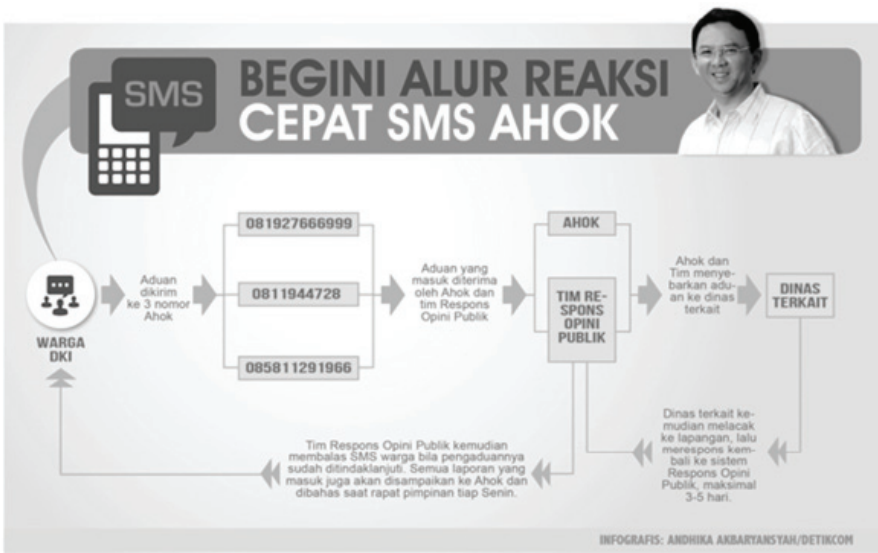 SMS
BEGINI ALUR REAKSI
CEPAT SMS AHOK
WARGA
DKI
Aduan
dikirim
ke 3 nomor
Ahok
081927666999
0811944728
085811291966
Aduan yang
masuk diterima
oleh Ahok dan
tim Respons
Opini Publik
AHOK
TIM RE-
SPONS
OPINI
PUBLIK
Ahok dan
Tim menye-
barkan adu-
an ke dinas
terkait
DINAS
TERKAIT
Dinas terkait ke-
mudian melacak
ke lapangan, lalu
merespons kem-
bali ke sistem
Respons Opini
Publik, maksimal
3-5 hari.
Tim Respons Opini Publik kemudian
membalas SMS warga bila pengaduannya
sudah ditindaklanjuti. Semua laporan yang
masuk juga akan disampaikan ke Ahok dan
dibahas saat rapat pimpinan tiap Senin.
INFOGRAFIS: ANDHIKA AKBARYANSYAH/DETIKCOM